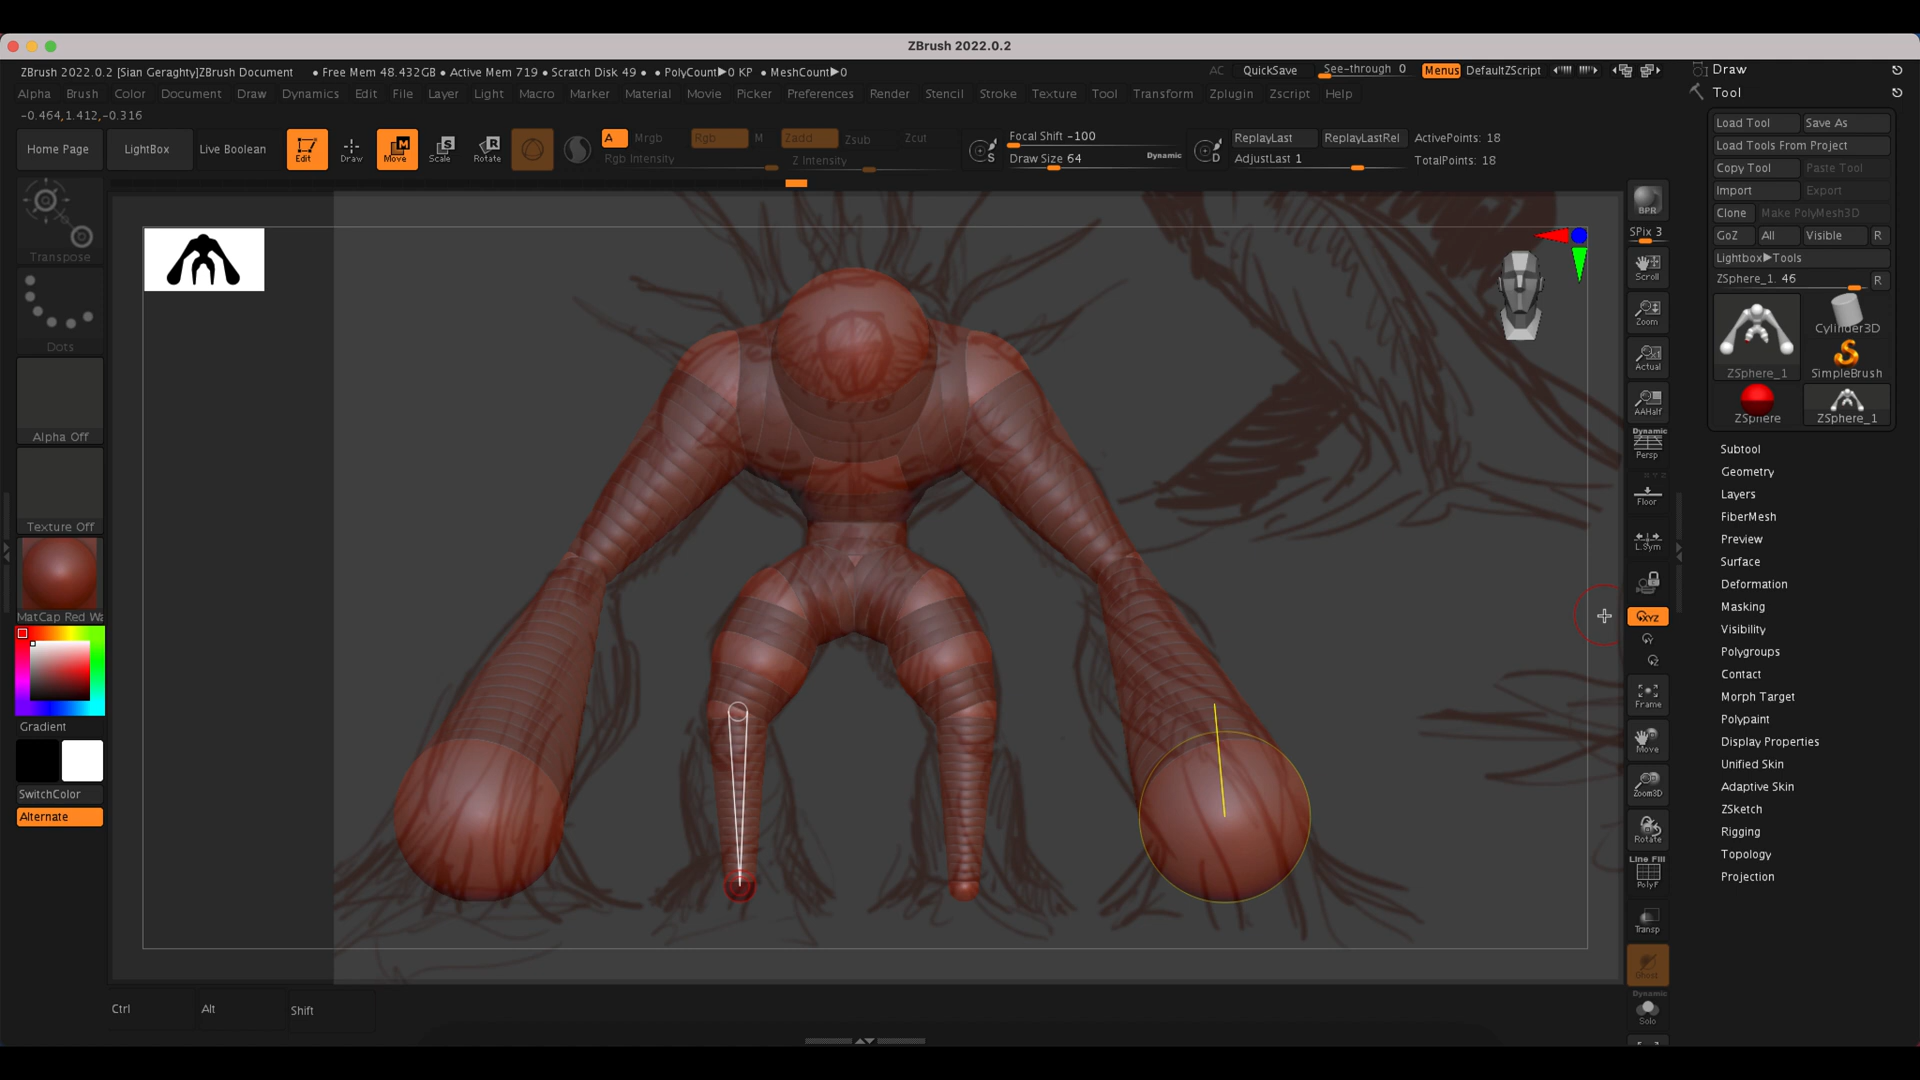 ZBrush 2022.0.2
ZBrush 2022.0.2 [Sian Geraghty]ZBrush Document • Free Mem 48.432GB • Active Mem 719 • Scratch Disk 49 • • PolyCount▶0 KP • MeshCount▶0 AC QuickSave See-through 0 Menus DefaultZScript
Alpha Brush Color Document Draw Dynamics Edit File Layer Light Macro Marker Material Movie Picker Preferences Render Stencil Stroke Texture Tool Transform Zplugin Zscript Help
-0.464,1.412,-0.316
Home Page LightBox Live Boolean Edit Draw Move Scale Rotate
A Mrgb Rgb M Zadd Zsub Zcut
Rgb Intensity Z Intensity
Focal Shift -100
Draw Size 64 Dynamic
ReplayLast ReplayLastRel ActivePoints: 18
AdjustLast 1 TotalPoints: 18
Transpose
Dots
Alpha Off
Texture Off
MatCap Red Wa
Gradient
SwitchColor
Alternate
Ctrl Alt Shift
BPR
SPix 3
Scroll
Zoom
Actual
AAHalf
Dynamic
Persp
Floor
L.Sym
XYZ
Y
Z
Frame
Move
Zoom3D
Rotate
Line Fill
PolyF
Transp
Ghost
Dynamic
Solo
Draw
Tool
Load Tool Save As
Load Tools From Project
Copy Tool Paste Tool
Import Export
Clone Make PolyMesh3D
GoZ All Visible R
Lightbox▶Tools
ZSphere_1. 46 R
Cylinder3D
ZSphere_1 SimpleBrush
ZSphere ZSphere_1
Subtool
Geometry
Layers
FiberMesh
Preview
Surface
Deformation
Masking
Visibility
Polygroups
Contact
Morph Target
Polypaint
Display Properties
Unified Skin
Adaptive Skin
ZSketch
Rigging
Topology
Projection